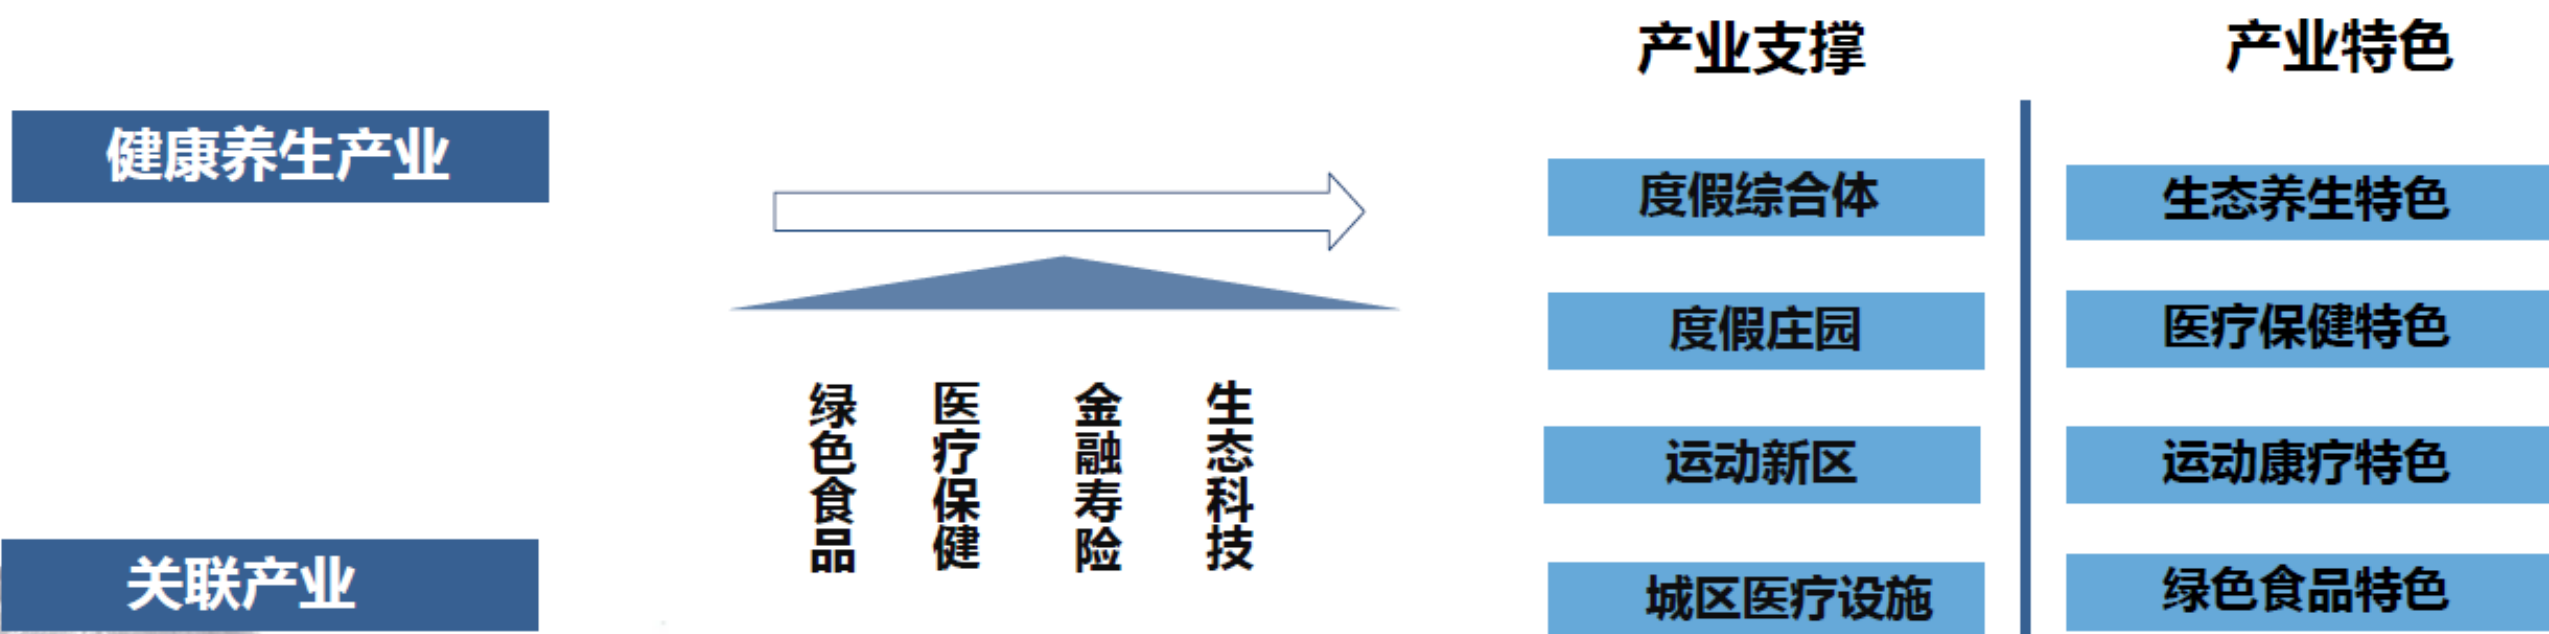 健康养生产业
关联产业
绿色食品
医疗保健
金融寿险
生态科技
产业支撑
度假综合体
度假庄园
运动新区
城区医疗设施
产业特色
生态养生特色
医疗保健特色
运动康疗特色
绿色食品特色